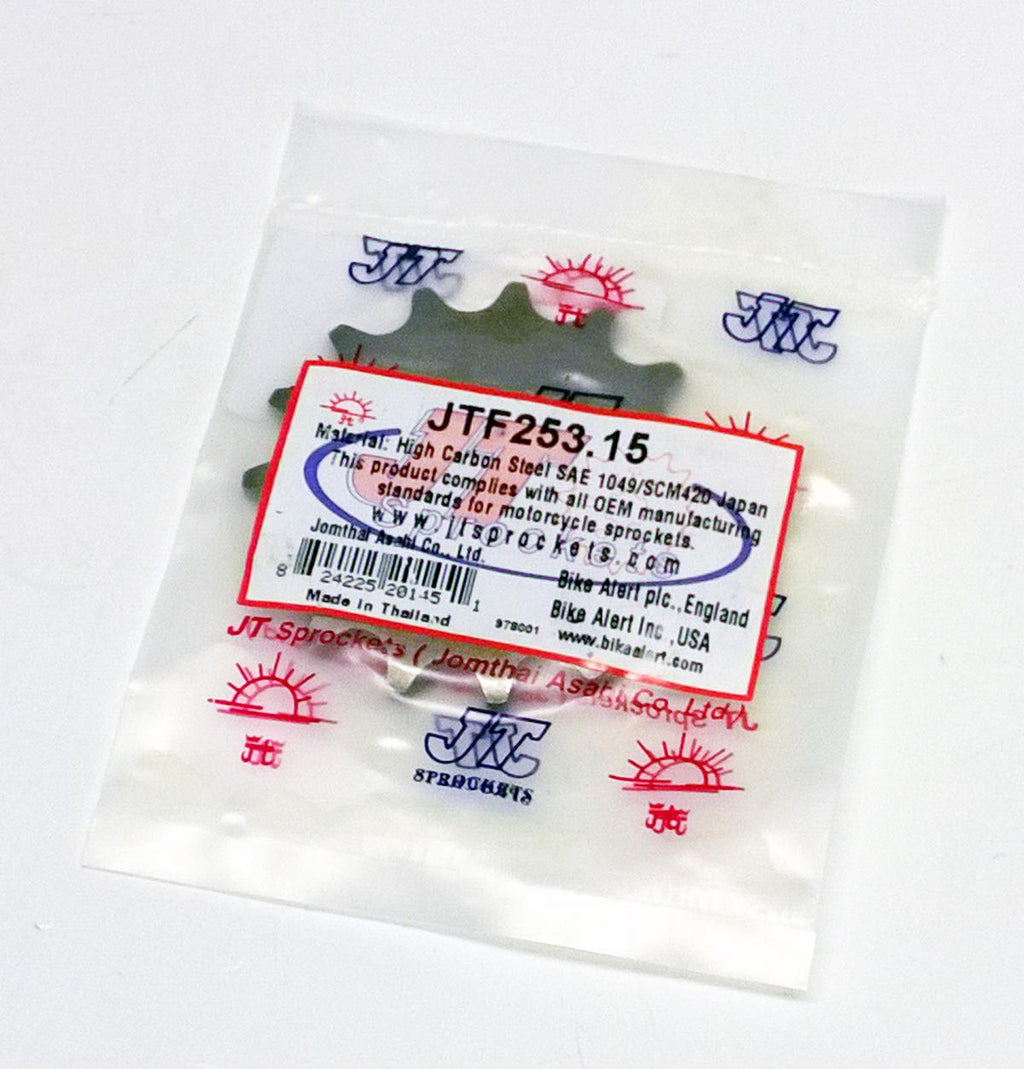 JT
jt
JTF253.15
jt
Material: High Carbon Steel SAE 1049/SCM420 Japan
This product complies with all OEM manufacturing
standards for motorcycle sprockets.
www.jtsprockets.com
Jomthai Asahi Co., Ltd.
Bike Alert plc., England
8 24225 20145 1
Bike Alert Inc., USA
Made in Thailand
978001
www.bikealert.com
JT Sprockets ( Jomthai Asahi Co., Ltd.)
jt
JT
SPROCKETS
jt